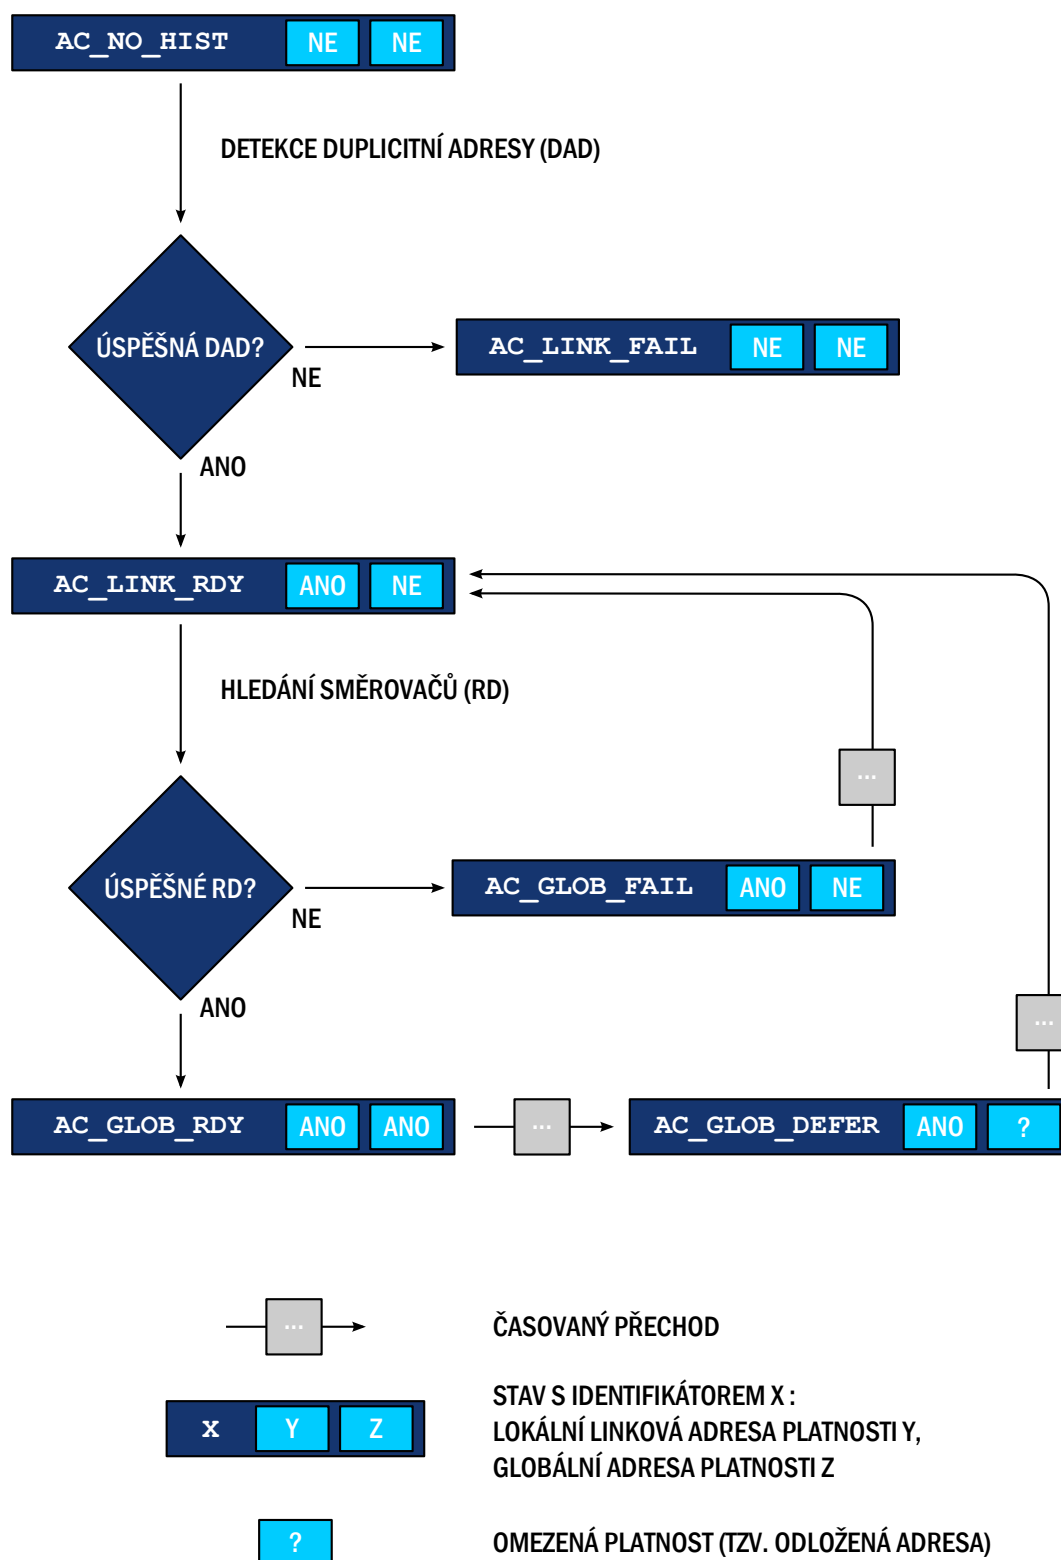 AC_NO_HIST NE NE
DETEKCE DUPLICITNÍ ADRESY (DAD)
ÚSPĚŠNÁ DAD?
NE
AC_LINK_FAIL NE NE
ANO
AC_LINK_RDY ANO NE
HLEDÁNÍ SMĚROVAČŮ (RD)
...
ÚSPĚŠNÉ RD?
NE
AC_GLOB_FAIL ANO NE
ANO
...
AC_GLOB_RDY ANO ANO
...
AC_GLOB_DEFER ANO ?
...
ČASOVANÝ PŘECHOD
X Y Z
STAV S IDENTIFIKÁTOREM X :
LOKÁLNÍ LINKOVÁ ADRESA PLATNOSTI Y,
GLOBÁLNÍ ADRESA PLATNOSTI Z
?
OMEZENÁ PLATNOST (TZV. ODLOŽENÁ ADRESA)